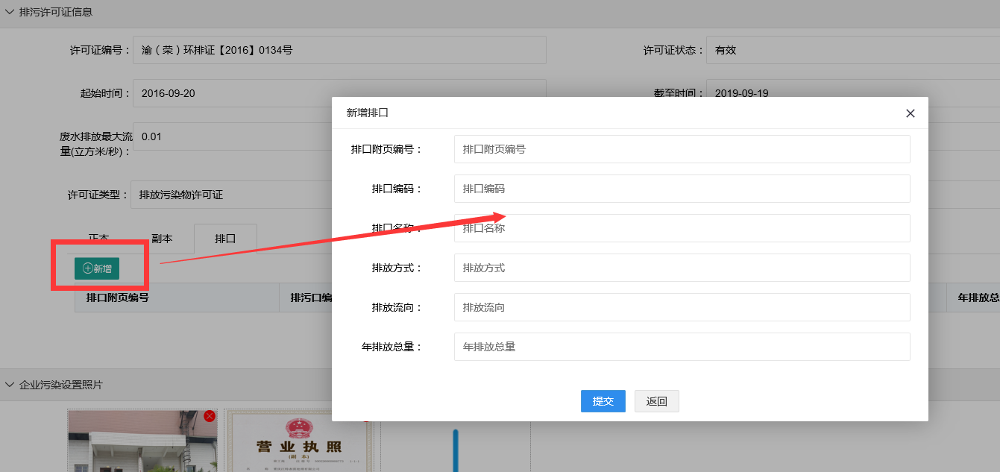 排污许可证信息
许可证编号： 渝（荣）环排证【2016】0134号 许可证状态： 有效
起始时间： 2016-09-20 截至时间： 2019-09-19
废水排放最大流 0.01
量(立方米/秒)：
许可证类型： 排放污染物许可证
正本 副本 排口
新增
排口附页编号 排污口编 年排放总
新增排口
排口附页编号： 排口附页编号
排口编码： 排口编码
排口名称： 排口名称
排放方式： 排放方式
排放流向： 排放流向
年排放总量： 年排放总量
提交 返回
企业污染设置照片
营业执照
(副本)